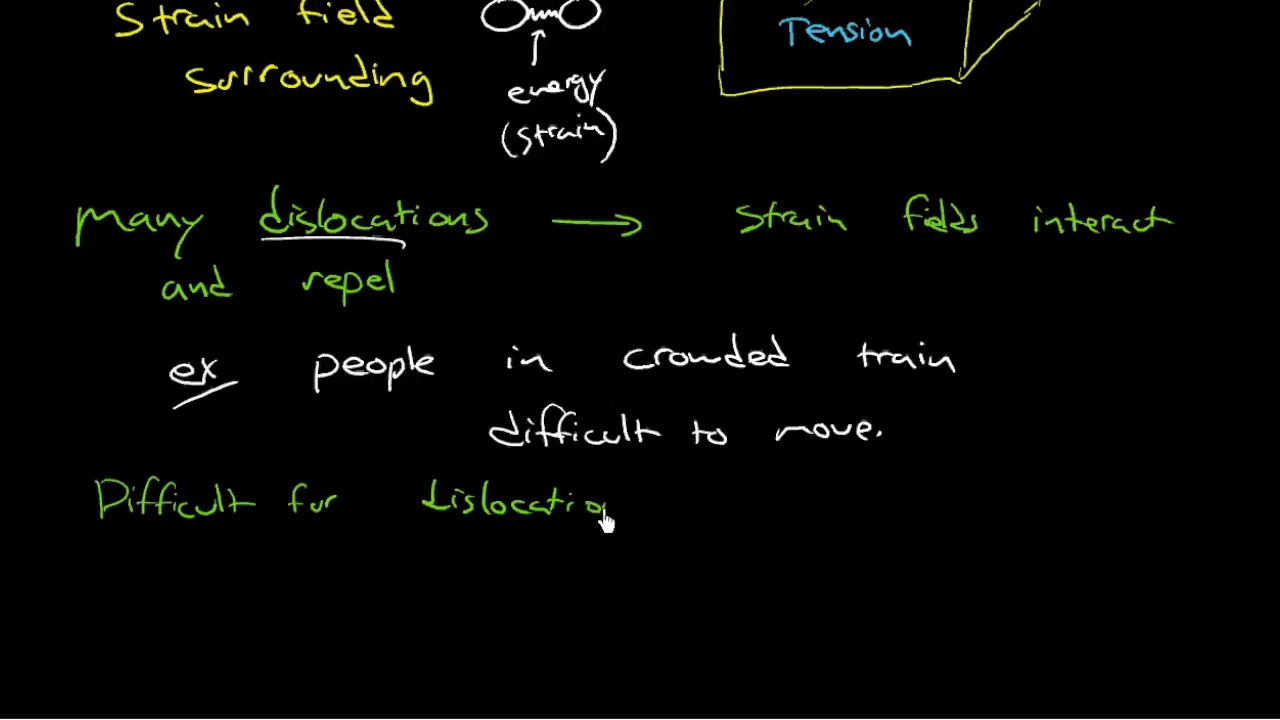 Strain field
surrounding
energy
(strain)
Tension
Many dislocations → strain fields interact
and repel
ex people in crowded train
difficult to move.
Difficult for dislocatio